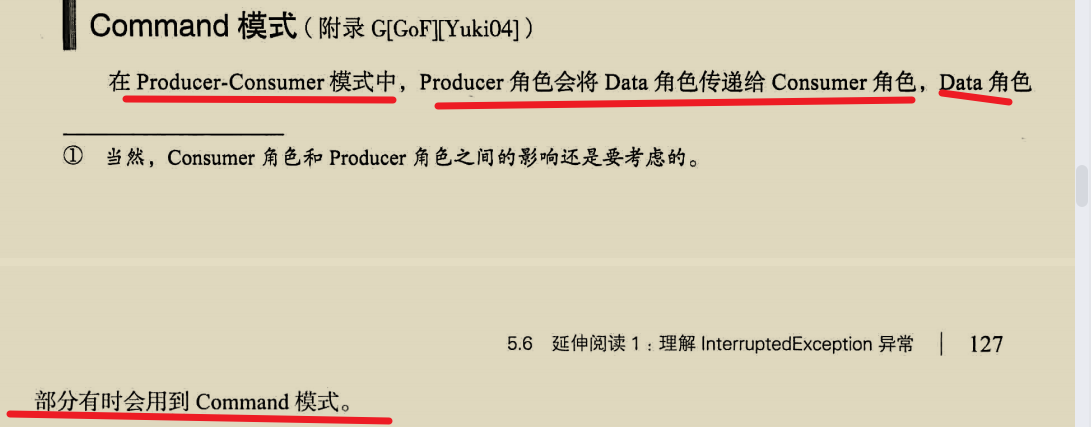 Command 模式(附录 G[GoF][Yuki04])
在 Producer-Consumer 模式中，Producer 角色会将 Data 角色传递给 Consumer 角色，Data 角色
① 当然，Consumer 角色和 Producer 角色之间的影响还是要考虑的。
5.6 延伸阅读 1：理解 InterruptedException 异常 | 127
部分有时会用到 Command 模式。